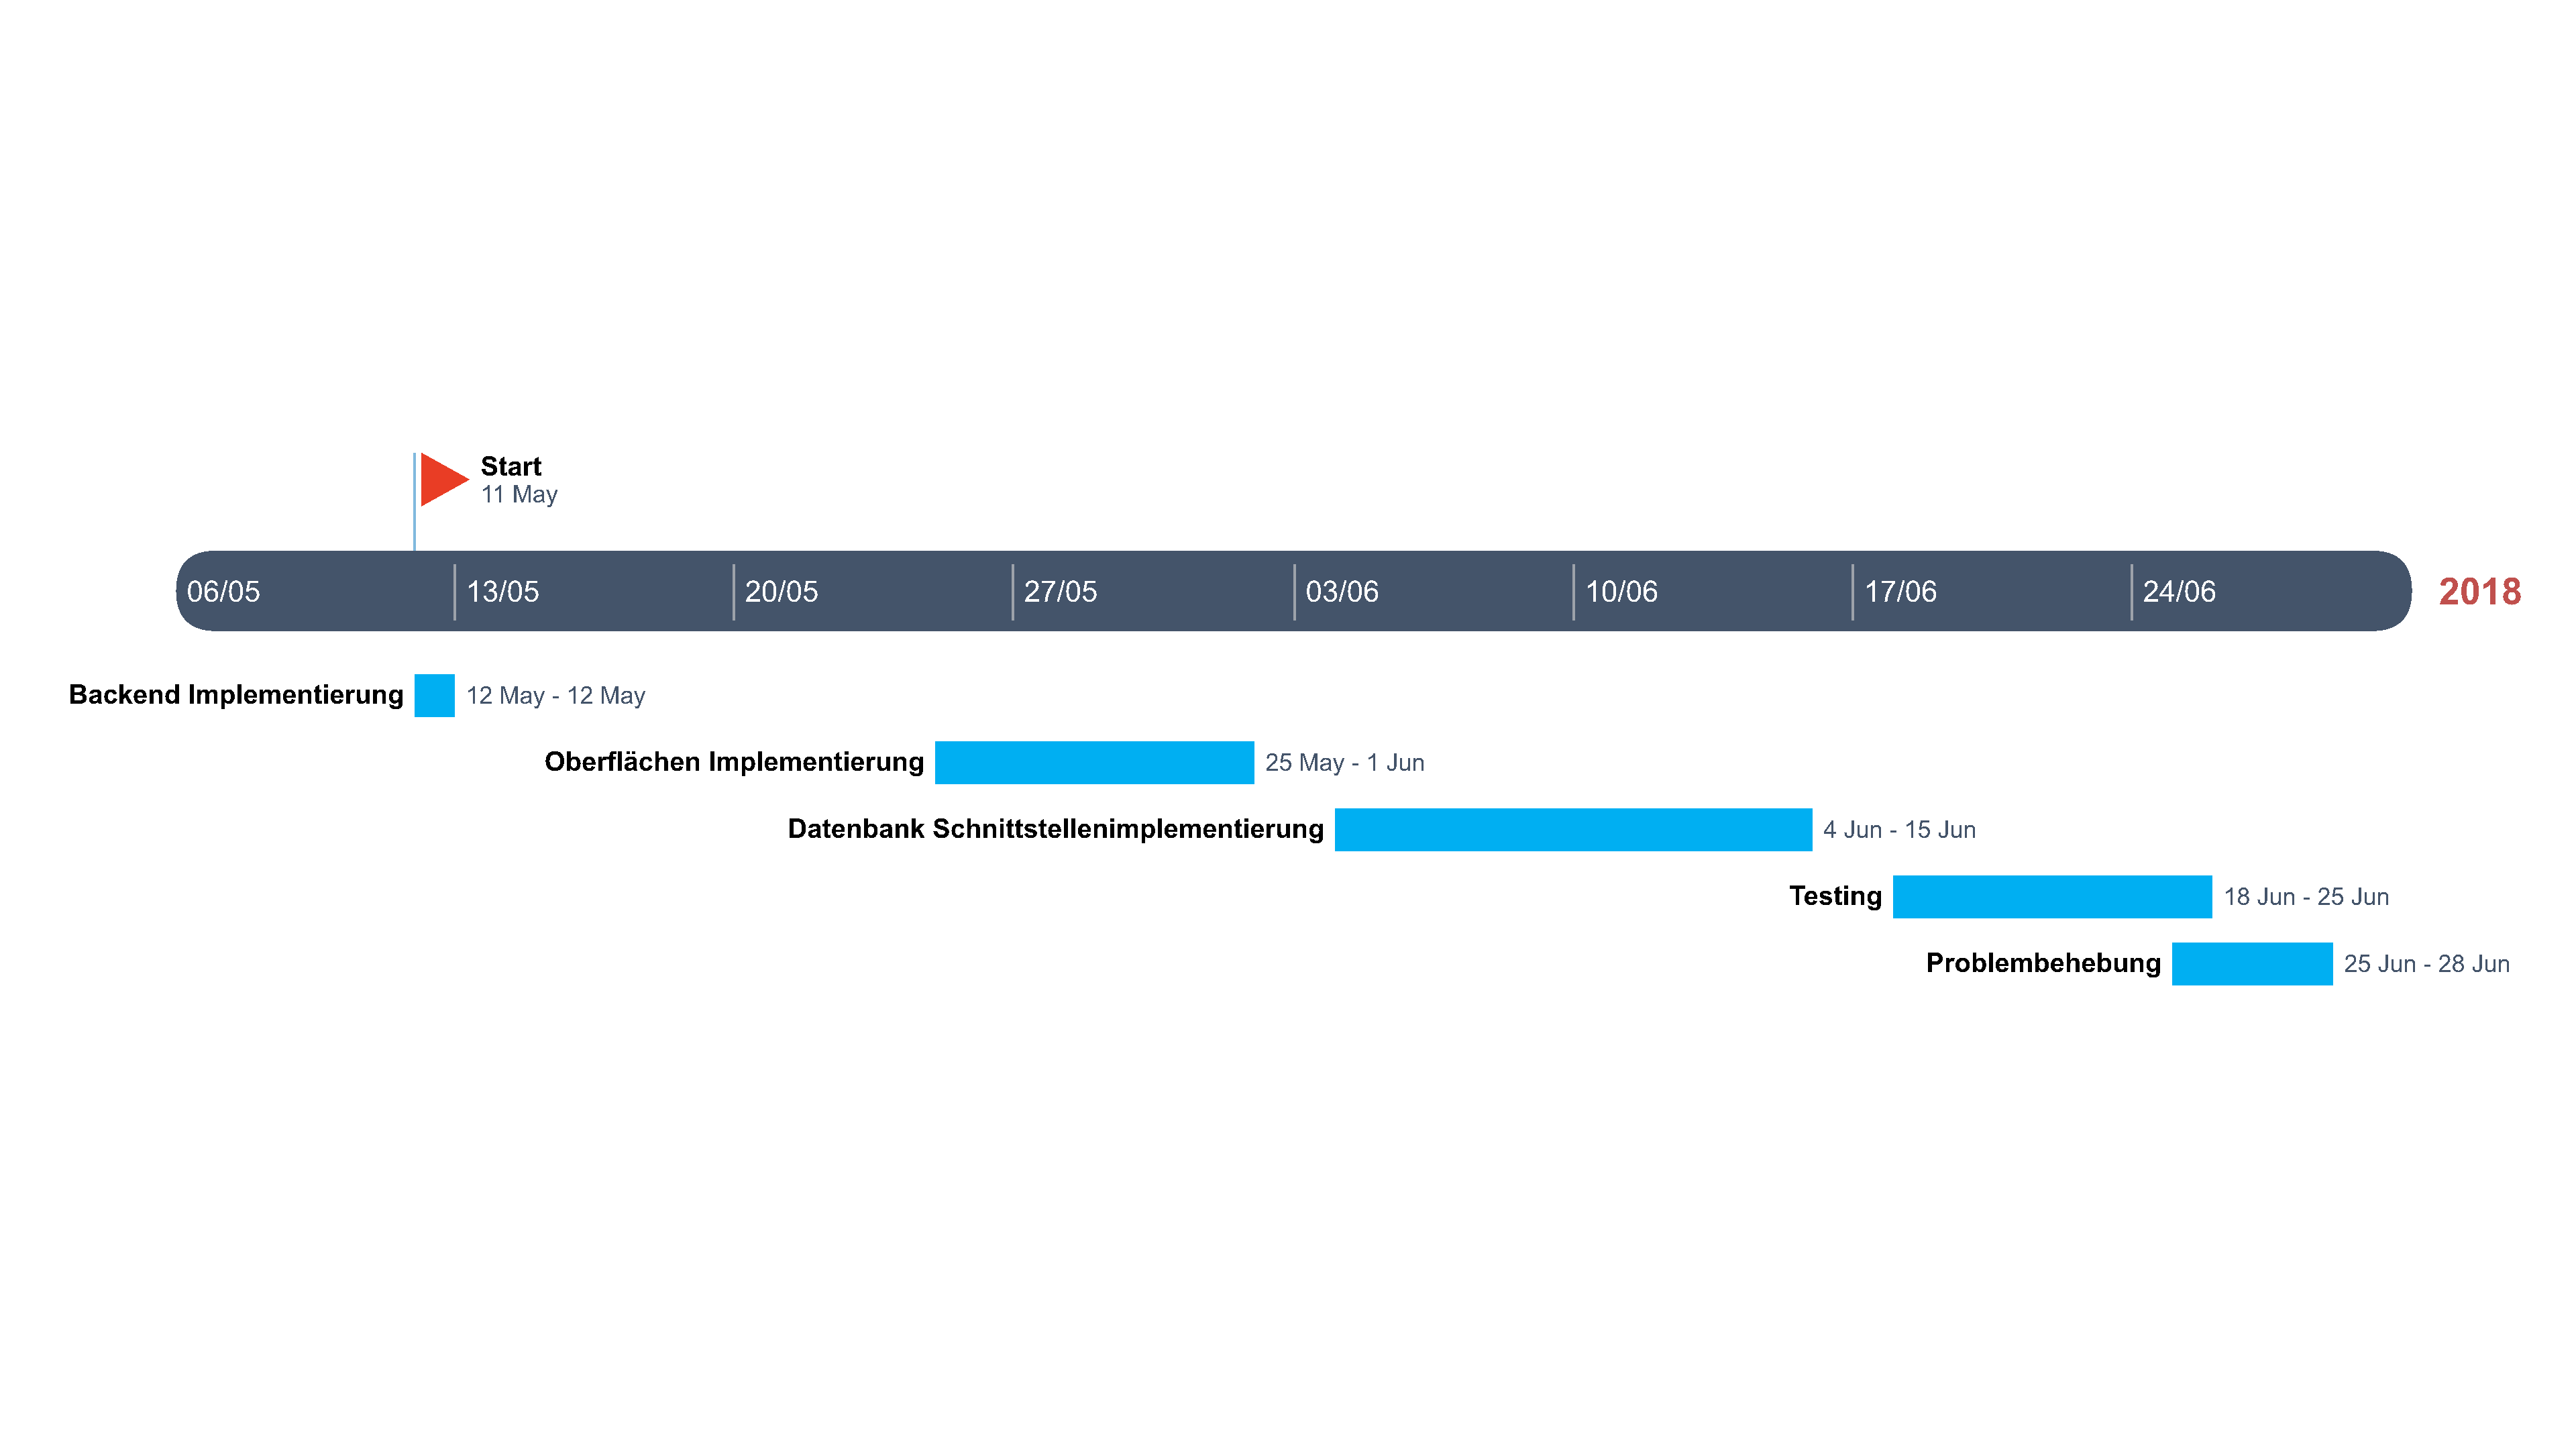 Start
11 May
06/05 13/05 20/05 27/05 03/06 10/06 17/06 24/06 2018
Backend Implementierung 12 May - 12 May
Oberflächen Implementierung 25 May - 1 Jun
Datenbank Schnittstellenimplementierung 4 Jun - 15 Jun
Testing 18 Jun - 25 Jun
Problembehebung 25 Jun - 28 Jun